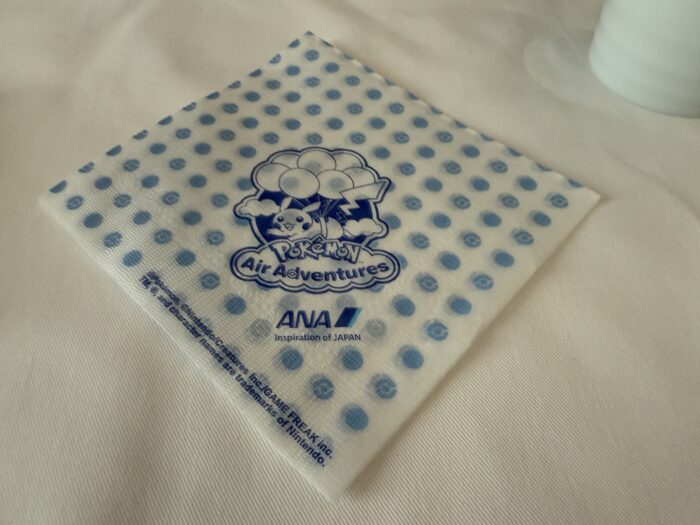 POKÉMON
Air Adventures
ANA
Inspiration of JAPAN
©Pokémon. ©Nintendo/Creatures Inc./GAME FREAK inc.
TM, ®, and character names are trademarks of Nintendo.